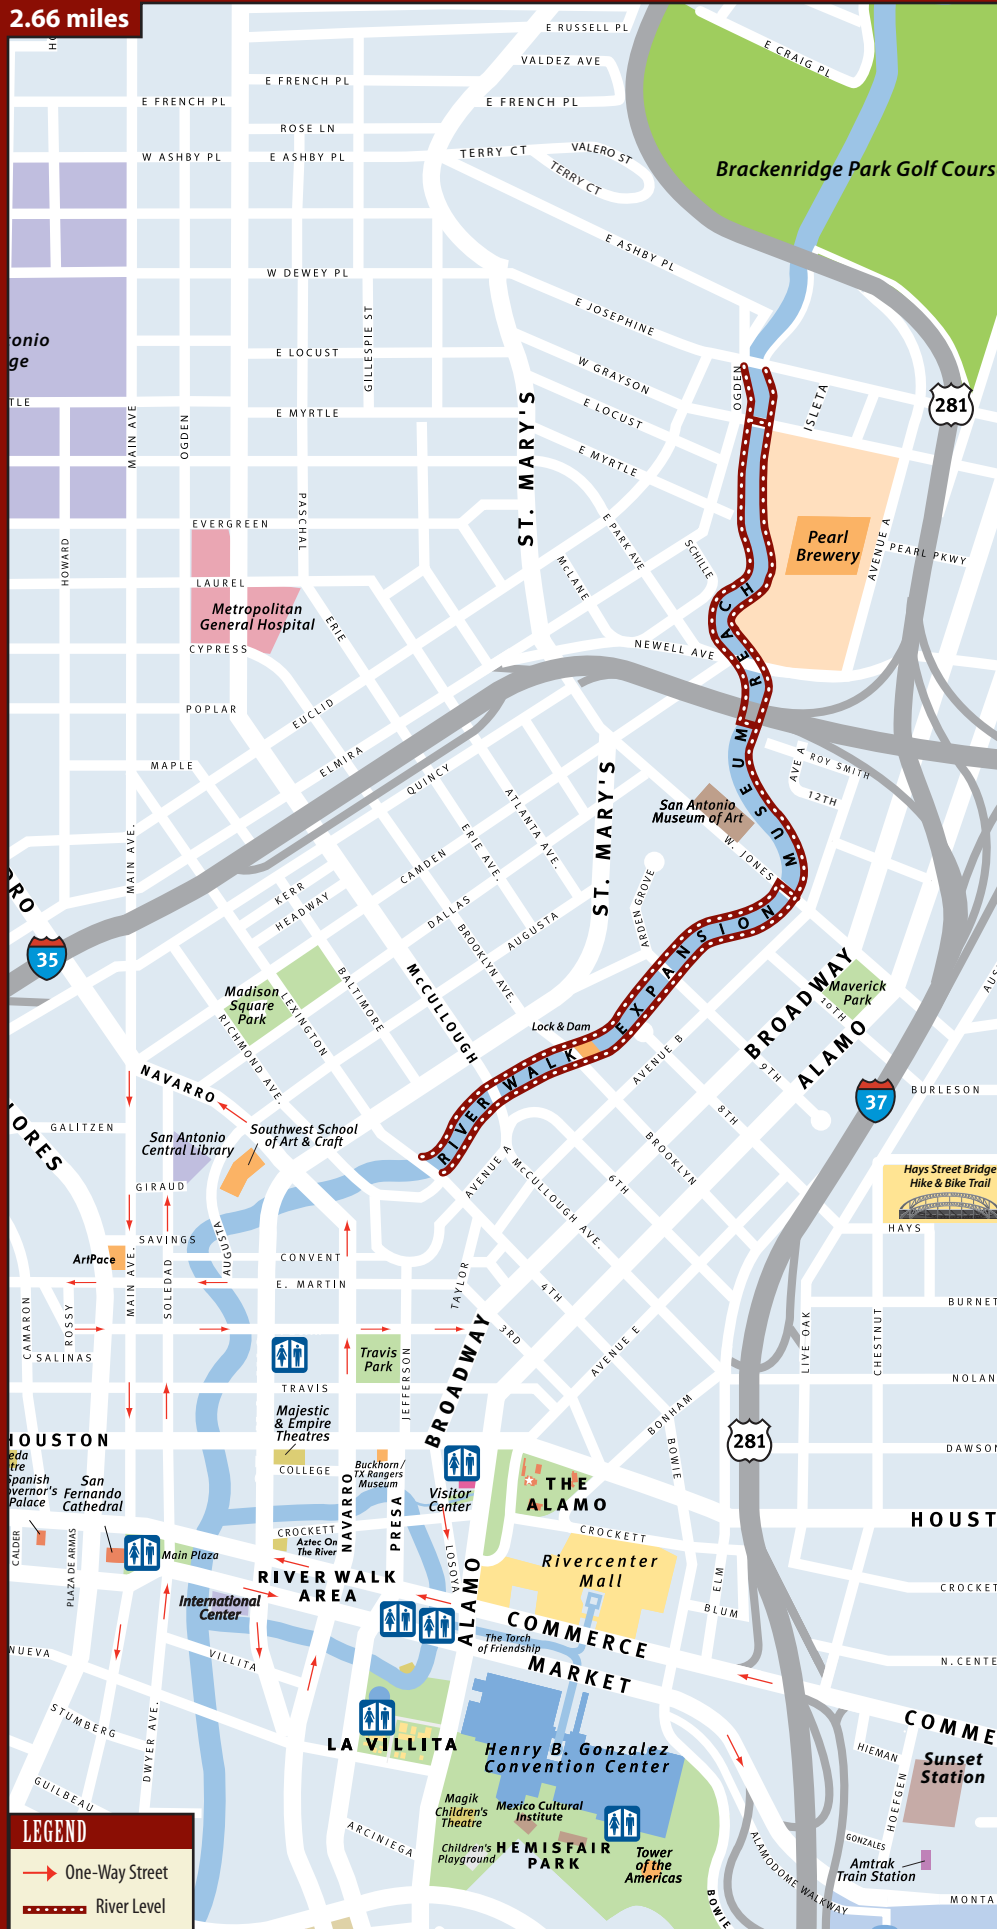 2.66 miles
E RUSSELL PL
E CRAIG PL
VALDEZ AVE
E FRENCH PL
E FRENCH PL
E FRENCH PL
ROSE LN
W ASHBY PL
E ASHBY PL
TERRY CT
VALERO ST
TERRY CT
Brackenridge Park Golf Cours
E ASHBY PL
W DEWEY PL
E JOSEPHINE
GILLESPIE ST
onio
ge
E LOCUST
W GRAYSON
OGDEN
ISLETA
281
TLE
MAIN AVE
OGDEN
E MYRTLE
E LOCUST
ST. MARY'S
E MYRTLE
PASCHAL
EVERGREEN
E PARK AVE
SCHILLE
Pearl
Brewery
AVENUE A
PEARL PKWY
HOWARD
LAUREL
McLANE
Metropolitan
General Hospital
ERIE
CYPRESS
NEWELL AVE
POPLAR
EUCLID
MAPLE
ELMIRA
QUINCY
ST. MARY'S
AVE A
ROY SMITH
12TH
San Antonio
Museum of Art
W. JONES
ATLANTA AVE.
ERIE AVE.
MAIN AVE.
CAMDEN
KERR
HEADWAY
DALLAS
BROOKLYN AVE.
AUGUSTA
ARDEN GROVE
DRO
35
RIVER WALK EXPANSION MUSEUM REACH
Madison
Square
Park
LEXINGTON
BALTIMORE
RICHMOND AVE.
McCULLOUGH
Lock & Dam
BROADWAY
Maverick
Park
10TH
ALAMO
AUS
AVENUE B
9TH
NAVARRO
37
BURLESON
8TH
LORES
GALITZEN
San Antonio
Central Library
Southwest School
of Art & Craft
BROOKLYN
AVENUE A
McCULLOUGH AVE.
6TH
Hays Street Bridge
Hike & Bike Trail
HAYS
GIRAUD
SAVINGS
AUGUSTA
ArtPace
MAIN AVE.
SOLEDAD
CONVENT
E. MARTIN
TAYLOR
4TH
BURNET
CAMARON
ROSSY
SALINAS
3RD
AVENUE E
LIVE OAK
CHESTNUT
Travis
Park
JEFFERSON
BROADWAY
NOLAN
TRAVIS
Majestic
& Empire
Theatres
BONHAM
BOWIE
281
DAWSON
HOUSTON
eda
tre
Spanish
overnor's
Palace
San
Fernando
Cathedral
COLLEGE
Buckhorn/
TX Rangers
Museum
Visitor
Center
THE
ALAMO
HOUST
NAVARRO
PRESA
CROCKETT
Aztec On
The River
CROCKETT
CALDER
PLAZA DE ARMAS
Main Plaza
LOSOYA
ALAMO
Rivercenter
Mall
ELM
BLUM
CROCKET
RIVER WALK
AREA
International
Center
COMMERCE
The Torch
of Friendship
NUEVA
VILLITA
MARKET
N.CENTE
STUMBERG
DWYER AVE.
LA VILLITA
Henry B. Gonzalez
Convention Center
COMME
HIEMAN
Sunset
Station
HOEFGEN
GUILBEAU
ARCINIEGA
Magik
Children's
Theatre
Mexico Cultural
Institute
Children's
Playground
HEMISFAIR
PARK
Tower
of the
Americas
ALAMODOME WALKWAY
GONZALES
Amtrak
Train Station
BOWIE
MONTA
LEGEND
One-Way Street
River Level